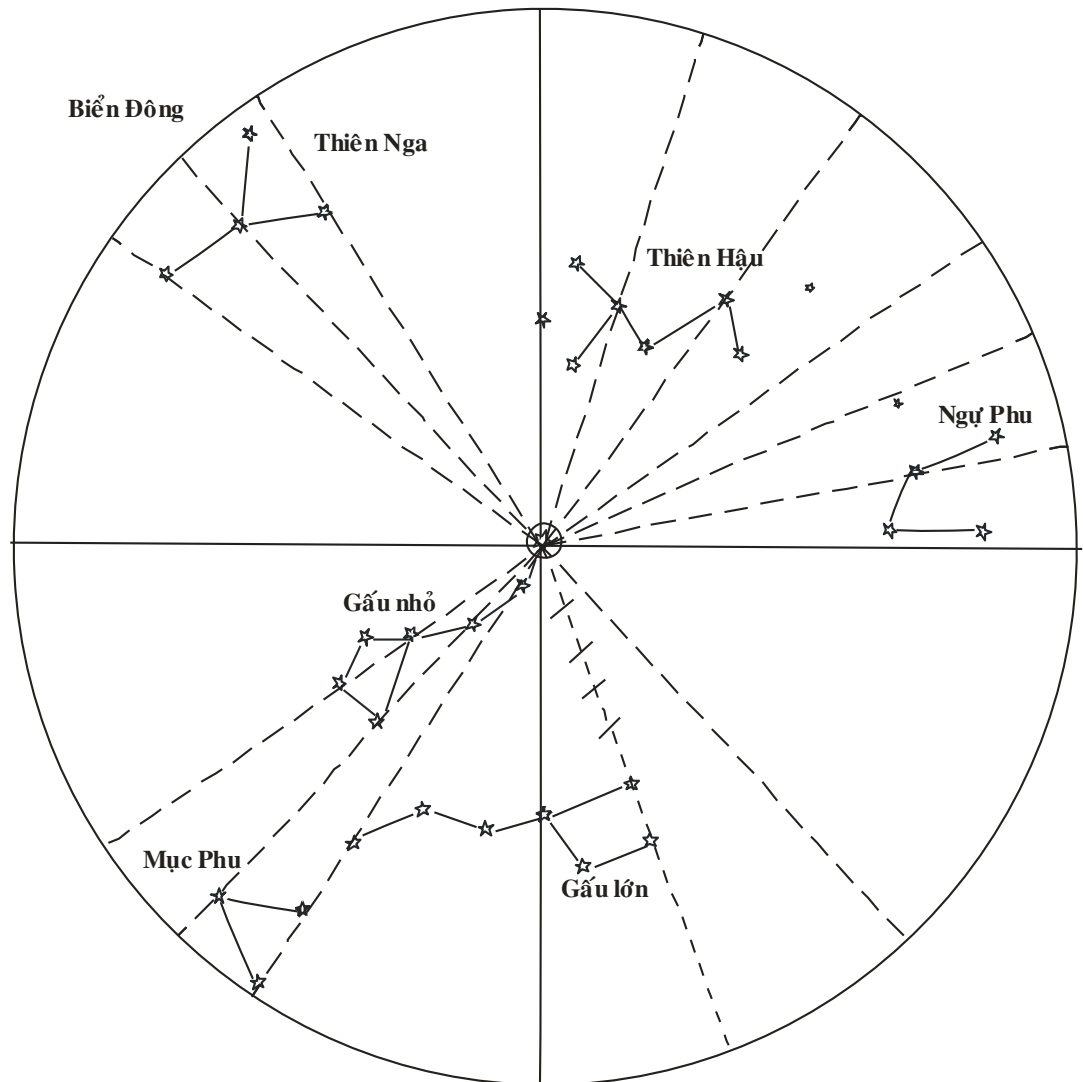 Biển Đông
Thiên Nga
Thiên Hậu
Ngự Phu
Gấu nhỏ
Mục Phu
Gấu lớn